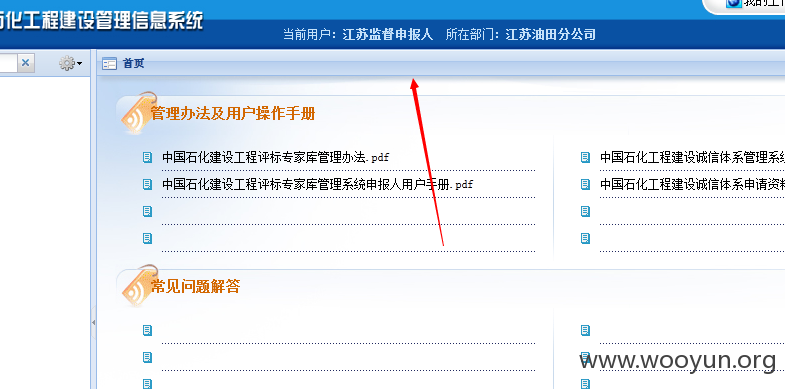 石化工程建设管理信息系统
我的工作
当前用户：江苏监督申报人 所在部门：江苏油田分公司
首页
管理办法及用户操作手册
中国石化建设工程评标专家库管理办法.pdf
中国石化工程建设诚信体系管理系统
中国石化建设工程评标专家库管理系统申报人用户手册.pdf
中国石化工程建设诚信体系申请资料
常见问题解答
www.wooyun.org